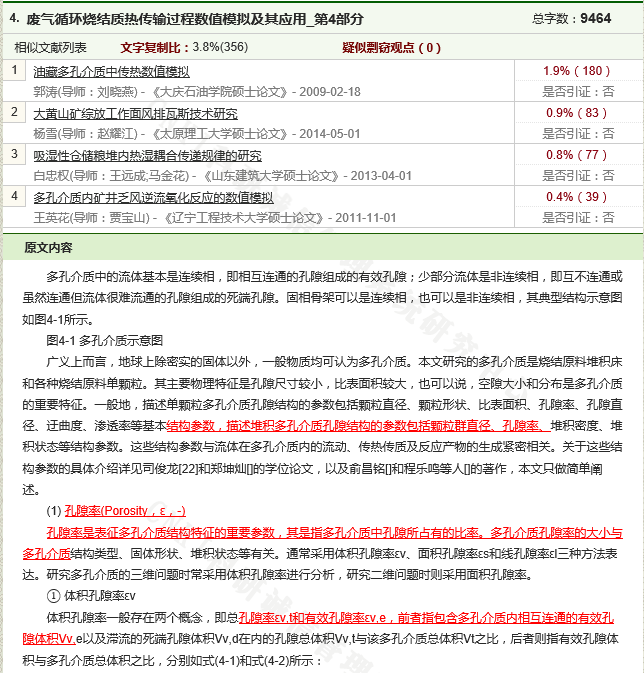 4. 废气循环烧结质热传输过程数值模拟及其应用_第4部分 总字数：9464
相似文献列表 文字复制比：3.8%(356) 疑似剽窃观点（0）
1 油藏多孔介质中传热数值模拟 1.9%（180）
郭涛(导师：刘晓燕) - 《大庆石油学院硕士论文》- 2009-02-18 是否引证：否
2 大黄山矿综放工作面风排瓦斯技术研究 0.9%（83）
杨雪(导师：赵耀江) - 《太原理工大学硕士论文》- 2014-05-01 是否引证：否
3 吸湿性仓储粮堆内热湿耦合传递规律的研究 0.8%（77）
白忠权(导师：王远成;马金花) - 《山东建筑大学硕士论文》- 2013-04-01 是否引证：否
4 多孔介质内矿井乏风逆流氧化反应的数值模拟 0.4%（39）
王英花(导师：贾宝山) - 《辽宁工程技术大学硕士论文》- 2011-11-01 是否引证：否
原文内容
多孔介质中的流体基本是连续相，即相互连通的孔隙组成的有效孔隙；少部分流体是非连续相，即互不连通或
虽然连通但流体很难流通的孔隙组成的死端孔隙。固相骨架可以是连续相，也可以是非连续相，其典型结构示意图
如图4-1所示。
图4-1 多孔介质示意图
广义上而言，地球上除密实的固体以外，一般物质均可认为多孔介质。本文研究的多孔介质是烧结原料堆积床
和各种烧结原料单颗粒。其主要物理特征是孔隙尺寸较小，比表面积较大，也可以说，空隙大小和分布是多孔介质
的重要特征。一般地，描述单颗粒多孔介质孔隙结构的参数包括颗粒直径、颗粒形状、比表面积、孔隙率、孔隙直
径、迂曲度、渗透率等基本结构参数，描述堆积多孔介质孔隙结构的参数包括颗粒群直径、孔隙率、堆积密度、堆
积状态等结构参数。这些结构参数与流体在多孔介质内的流动、传热传质及反应产物的生成紧密相关。关于这些结
构参数的具体介绍详见司俊龙[22]和郑坤灿[]的学位论文，以及俞昌铭[]和程乐鸣等人[]的著作，本文只做简单阐
述。
(1) 孔隙率(Porosity，ε，-)
孔隙率是表征多孔介质结构特征的重要参数，其是指多孔介质中孔隙所占有的比率。多孔介质孔隙率的大小与
多孔介质结构类型、固体形状、堆积状态等有关。通常采用体积孔隙率εv、面积孔隙率εs和线孔隙率εl三种方法表
达。研究多孔介质的三维问题时常采用体积孔隙率进行分析，研究二维问题时则采用面积孔隙率。
① 体积孔隙率εv
体积孔隙率一般存在两个概念，即总孔隙率εv,t和有效孔隙率εv,e，前者指包含多孔介质内相互连通的有效孔
隙体积Vv,e以及滞流的死端孔隙体积Vv,d在内的孔隙总体积Vv,t与该多孔介质总体积Vt之比，后者则指有效孔隙体
积与多孔介质总体积之比，分别如式(4-1)和式(4-2)所示：